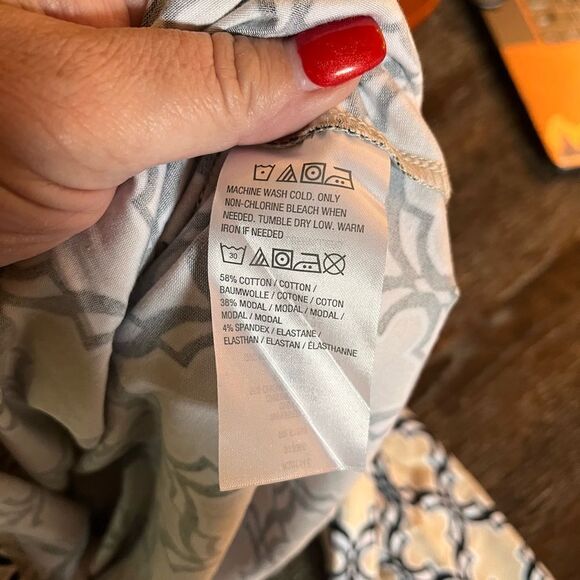 MACHINE WASH COLD. ONLY
NON-CHLORINE BLEACH WHEN
NEEDED. TUMBLE DRY LOW. WARM
IRON IF NEEDED
30
58% COTTON / COTTON /
BAUMWOLLE / COTONE / COTON
38% MODAL / MODAL / MODAL /
MODAL / MODAL
4% SPANDEX / ELASTANE /
ELASTHAN / ELASTAN / ÉLASTHANNE